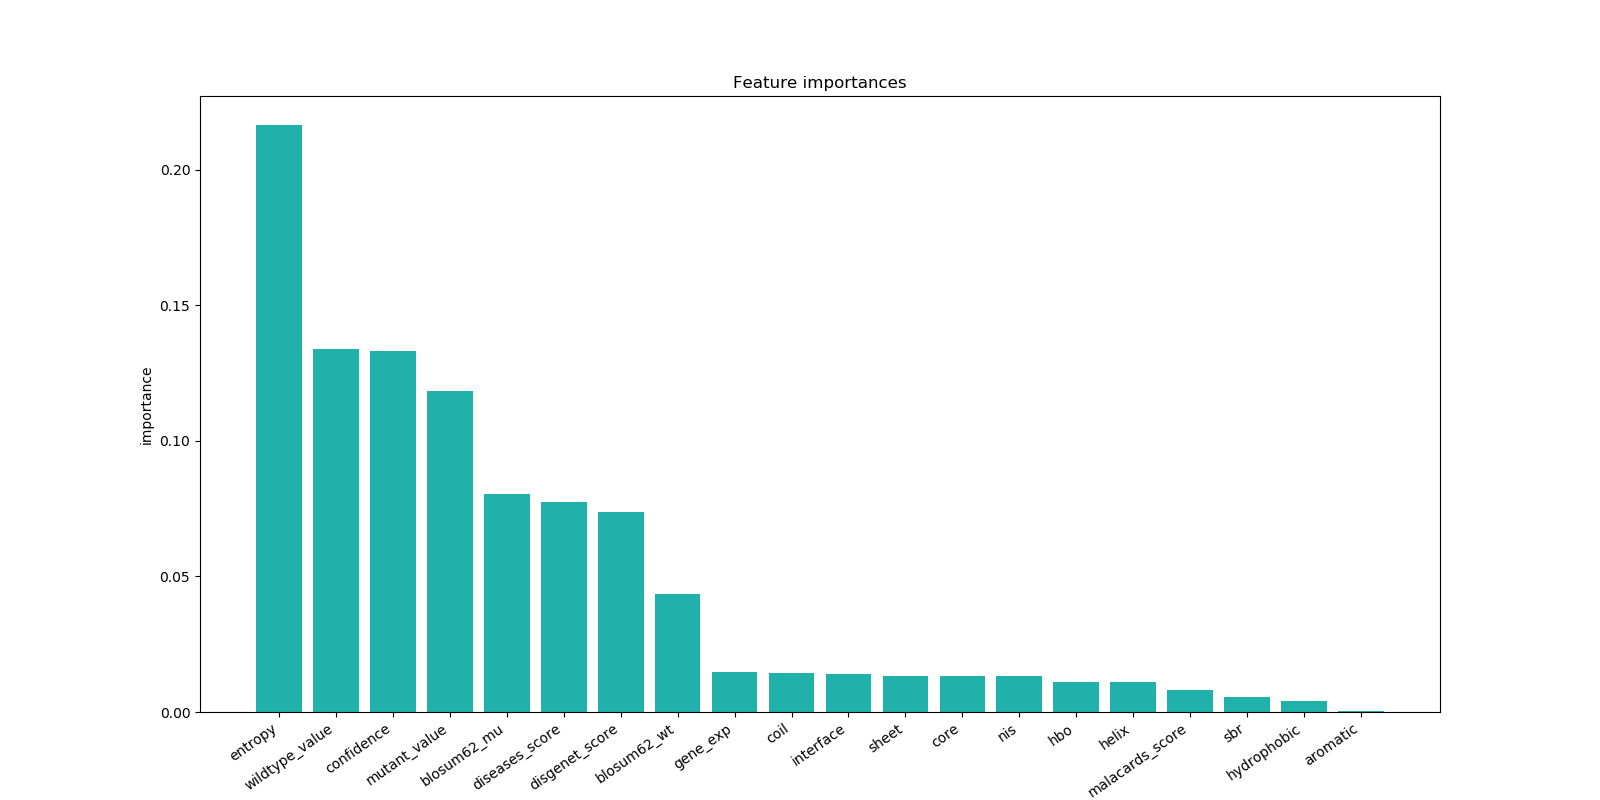 Feature importances
importance
0.20
0.15
0.10
0.05
0.00
entropy
wildtype_value
confidence
mutant_value
blosum62_mu
diseases_score
disgenet_score
blosum62_wt
gene_exp
coil
interface
sheet
core
nis
hbo
helix
malacards_score
sbr
hydrophobic
aromatic